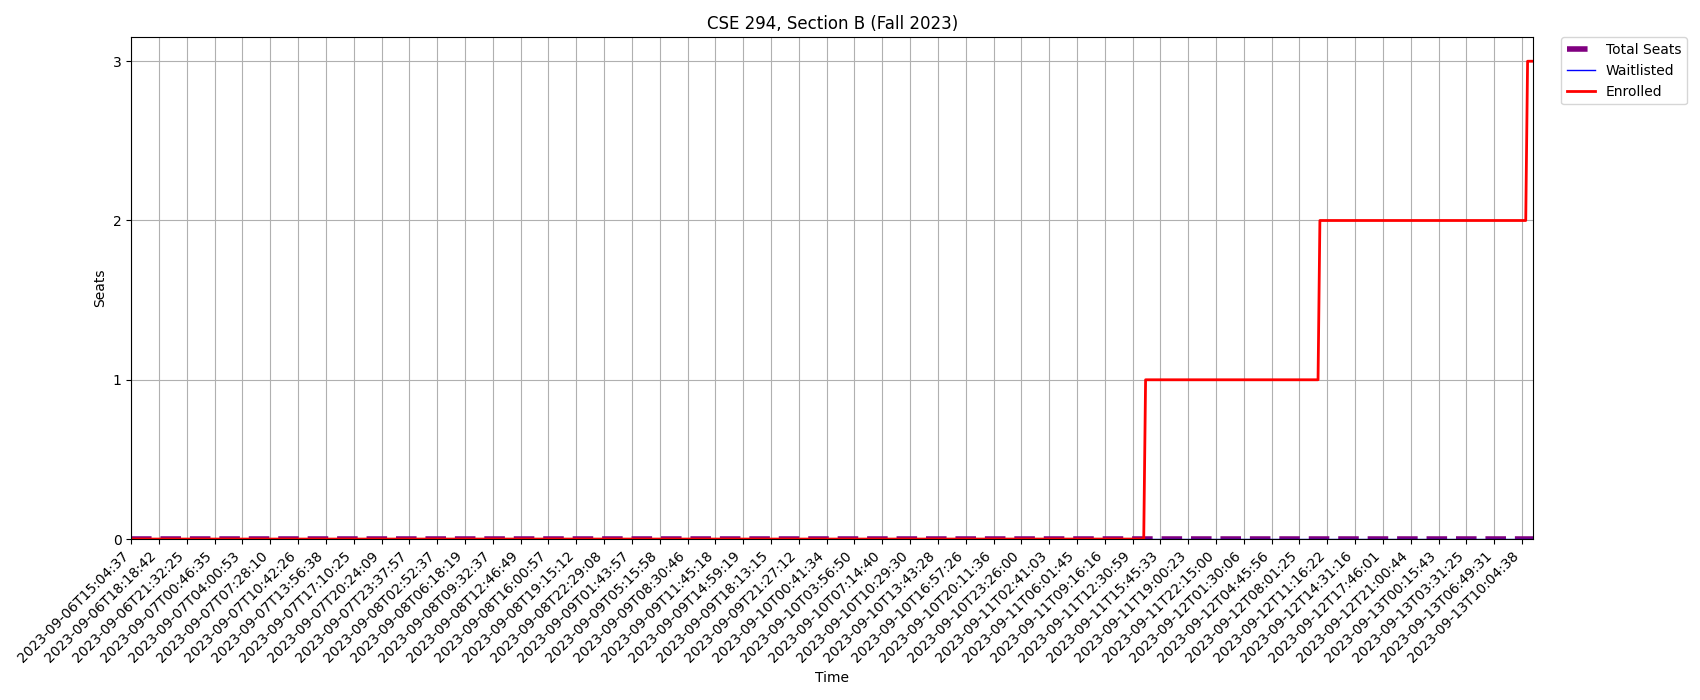 CSE 294, Section B (Fall 2023)
Total Seats
Waitlisted
Enrolled
Seats
3
2
1
0
2023-09-06T15:04:37
2023-09-06T18:18:42
2023-09-06T21:32:25
2023-09-07T00:46:35
2023-09-07T04:00:53
2023-09-07T07:28:10
2023-09-07T10:42:26
2023-09-07T13:56:38
2023-09-07T17:10:25
2023-09-07T20:24:09
2023-09-07T23:37:57
2023-09-08T02:52:37
2023-09-08T06:18:19
2023-09-08T09:32:37
2023-09-08T12:46:49
2023-09-08T16:00:57
2023-09-08T19:15:12
2023-09-08T22:29:08
2023-09-09T01:43:57
2023-09-09T05:15:58
2023-09-09T08:30:46
2023-09-09T11:45:18
2023-09-09T14:59:19
2023-09-09T18:13:15
2023-09-09T21:27:12
2023-09-10T00:41:34
2023-09-10T03:56:50
2023-09-10T07:14:40
2023-09-10T10:29:30
2023-09-10T13:43:28
2023-09-10T16:57:26
2023-09-10T20:11:36
2023-09-10T23:26:00
2023-09-11T02:41:03
2023-09-11T06:01:45
2023-09-11T09:16:16
2023-09-11T12:30:59
2023-09-11T15:45:33
2023-09-11T19:00:23
2023-09-11T22:15:00
2023-09-12T01:30:06
2023-09-12T04:45:56
2023-09-12T08:01:25
2023-09-12T11:16:22
2023-09-12T14:31:16
2023-09-12T17:46:01
2023-09-12T21:00:44
2023-09-13T00:15:43
2023-09-13T03:31:25
2023-09-13T06:49:31
2023-09-13T10:04:38
Time